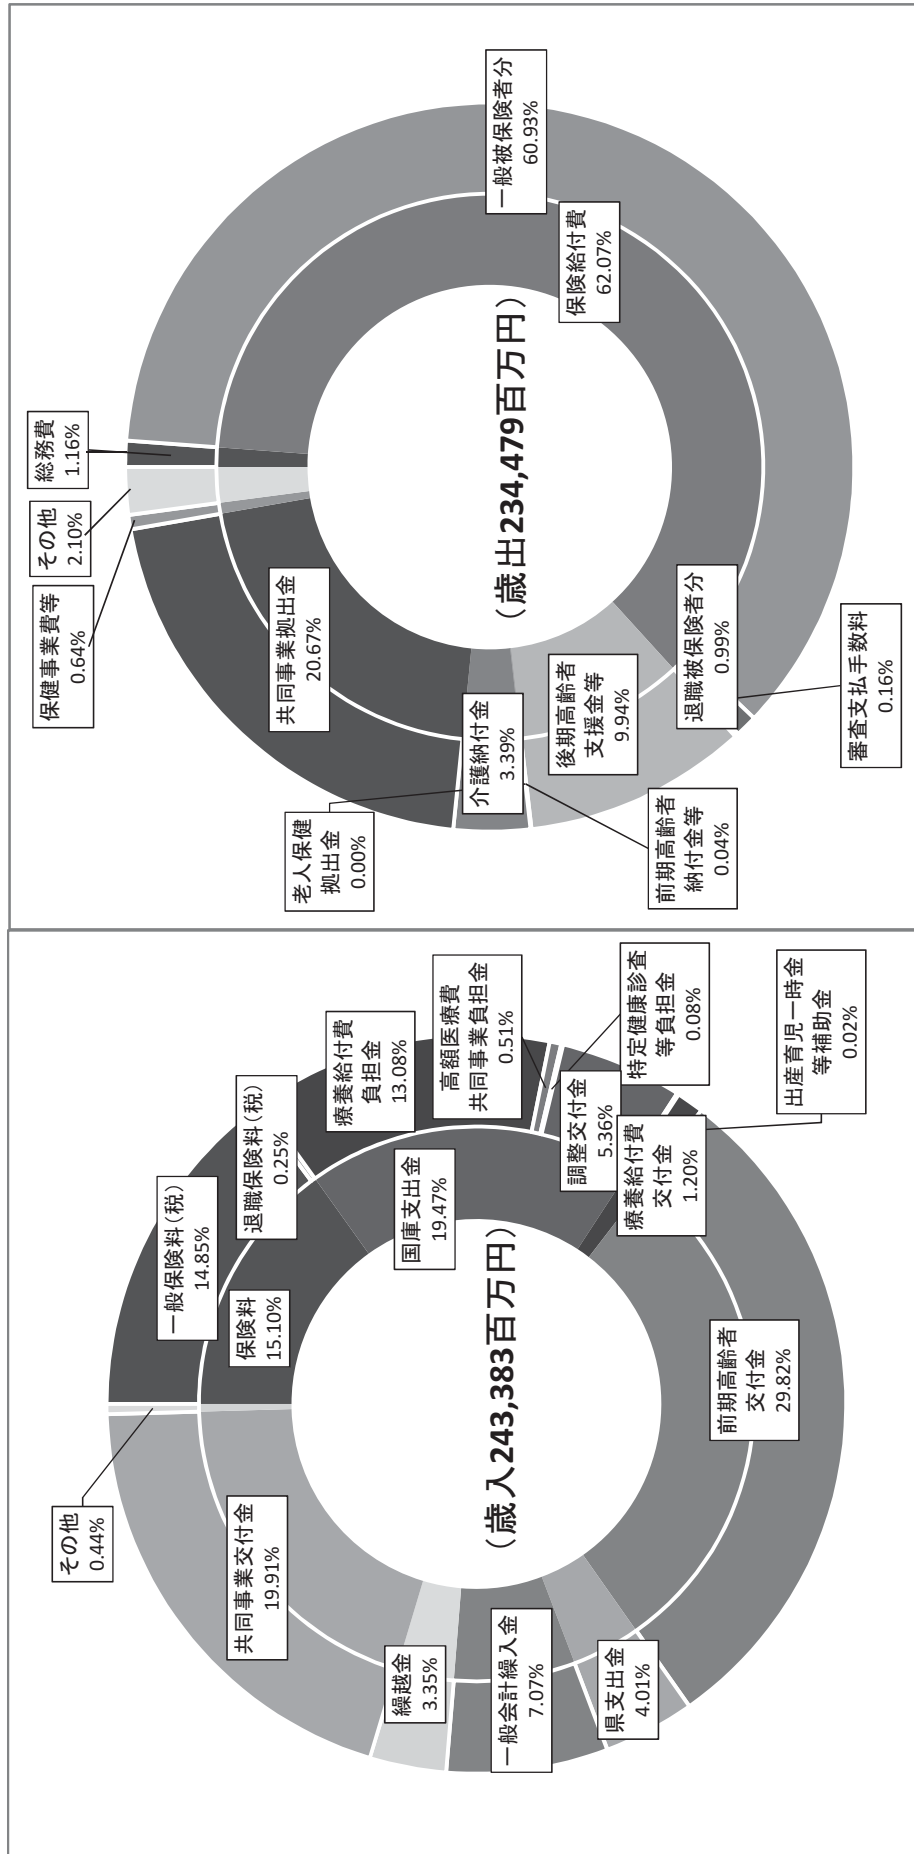 （歳入243,383百万円）
保険料
15.10%
一般保険料（税）
14.85%
退職保険料（税）
0.25%
国庫支出金
19.47%
療養給付費
負担金
13.08%
高額医療費
共同事業負担金
0.51%
特定健康診査
等負担金
0.08%
調整交付金
5.36%
出産育児一時金
等補助金
0.02%
療養給付費
交付金
1.20%
前期高齢者
交付金
29.82%
県支出金
4.01%
一般会計繰入金
7.07%
繰越金
3.35%
共同事業交付金
19.91%
その他
0.44%
（歳出234,479百万円）
総務費
1.16%
一般被保険者分
60.93%
保険給付費
62.07%
退職被保険者分
0.99%
審査支払手数料
0.16%
後期高齢者
支援金等
9.94%
前期高齢者
納付金等
0.04%
介護納付金
3.39%
老人保健
拠出金
0.00%
共同事業拠出金
20.67%
保健事業費等
0.64%
その他
2.10%